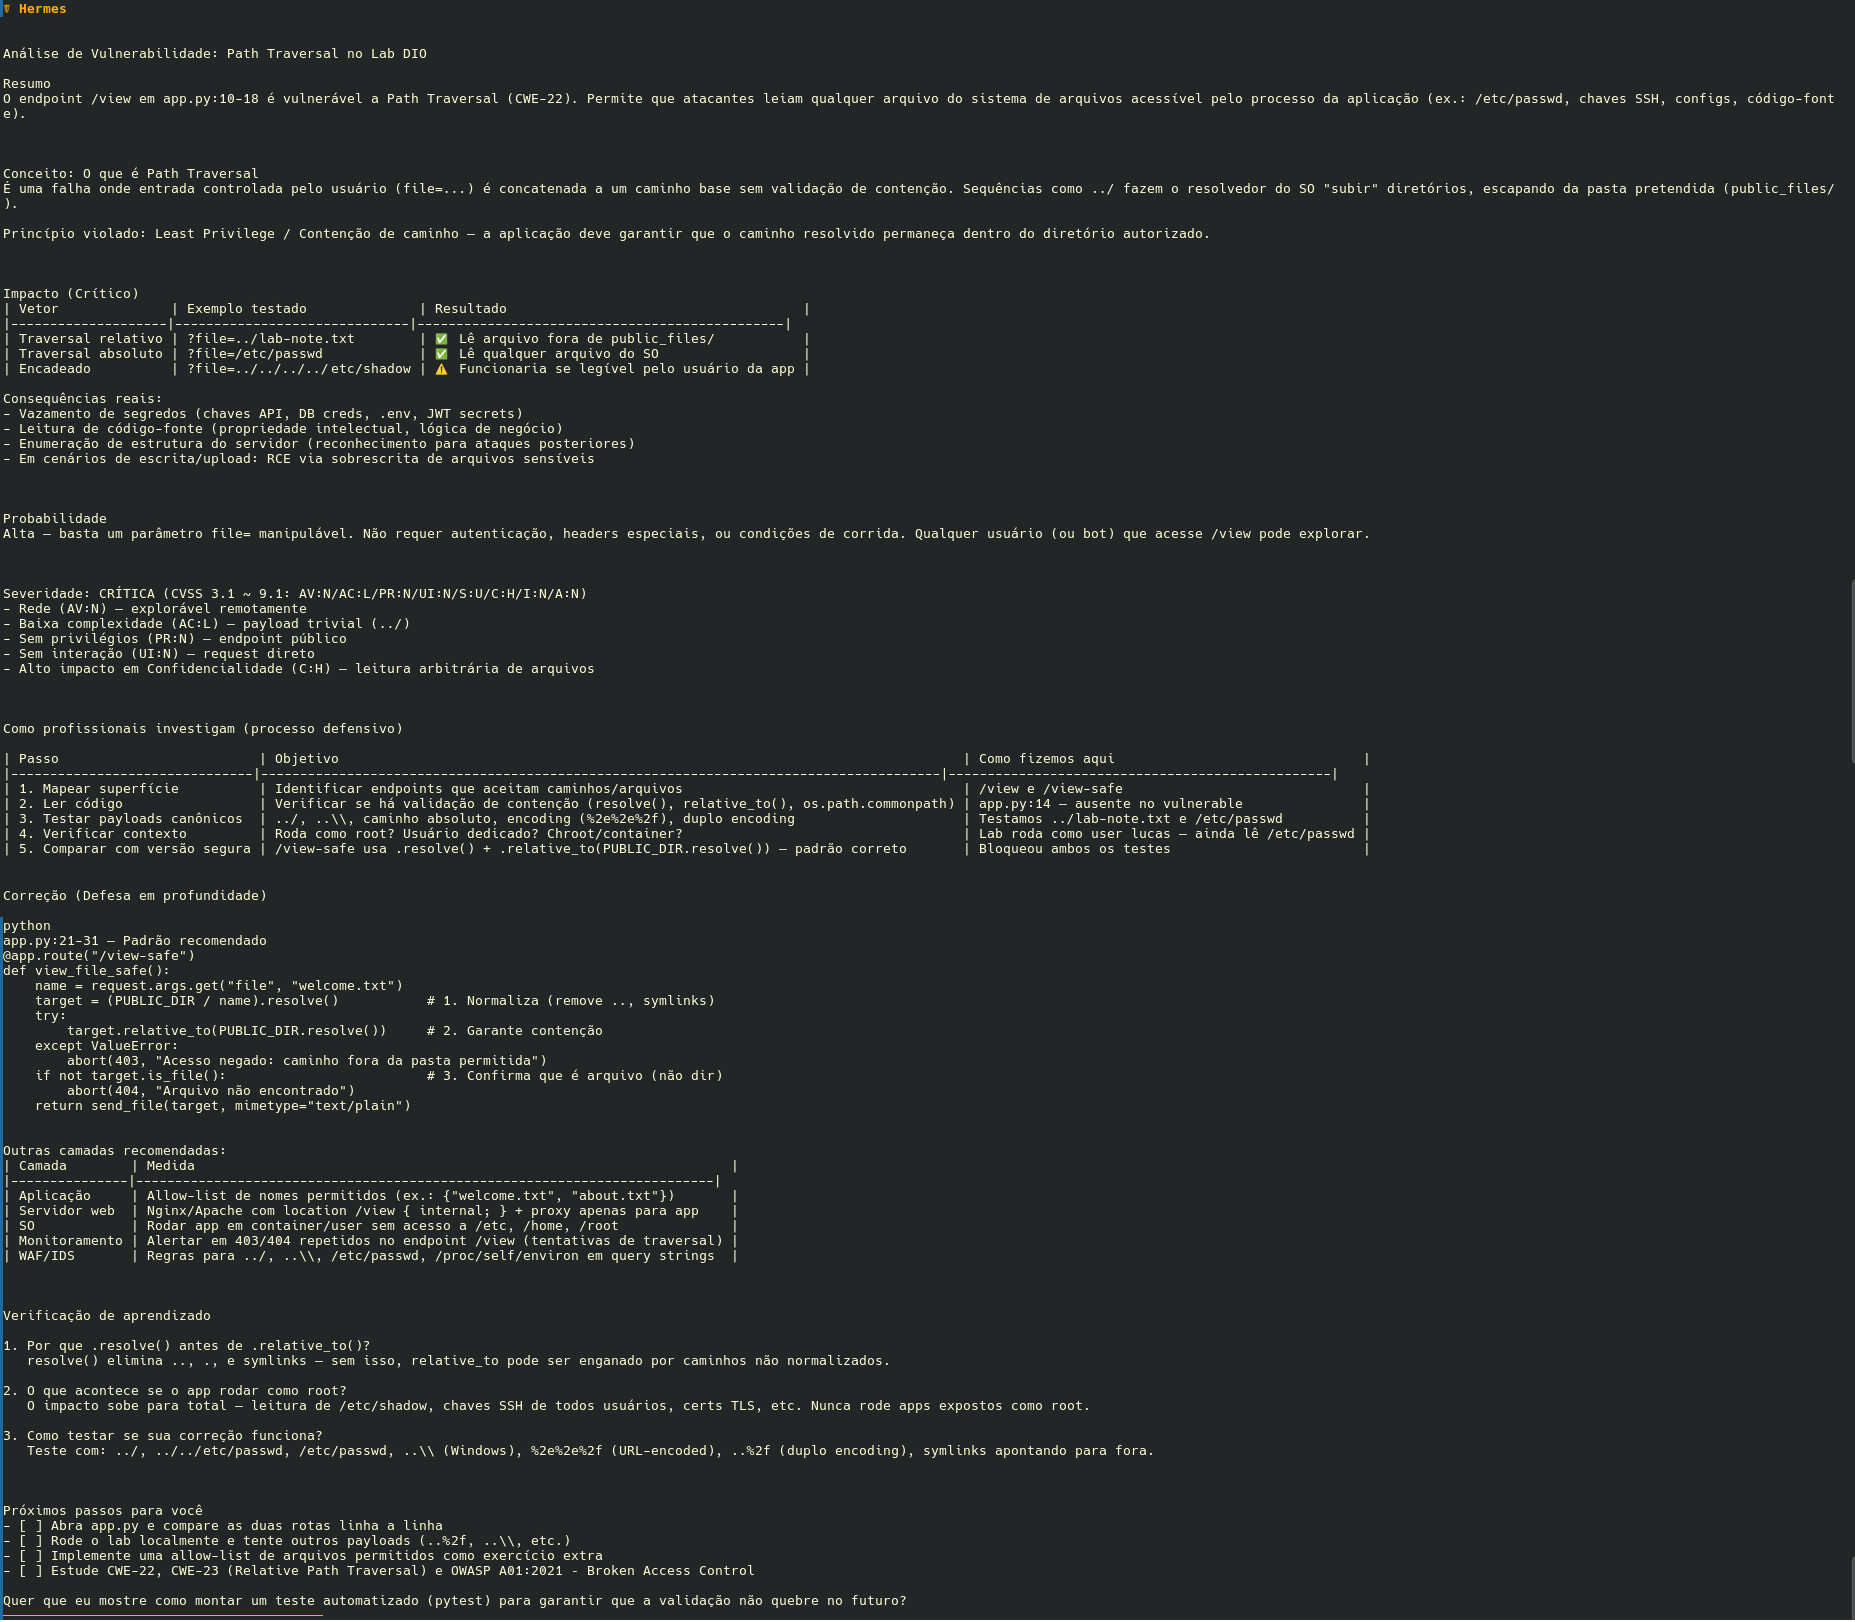 ☤ Hermes
Análise de Vulnerabilidade: Path Traversal no Lab DIO
Resumo
O endpoint /view em app.py:10-18 é vulnerável a Path Traversal (CWE-22). Permite que atacantes leiam qualquer arquivo do sistema de arquivos acessível pelo processo da aplicação (ex.: /etc/passwd, chaves SSH, configs, código-font
e).
Conceito: O que é Path Traversal
É uma falha onde entrada controlada pelo usuário (file=...) é concatenada a um caminho base sem validação de contenção. Sequências como ../ fazem o resolvedor do SO "subir" diretórios, escapando da pasta pretendida (public_files/
).
Princípio violado: Least Privilege / Contenção de caminho — a aplicação deve garantir que o caminho resolvido permaneça dentro do diretório autorizado.
Impacto (Crítico)
| Vetor              | Exemplo testado              | Resultado                                     |
|--------------------|------------------------------|-----------------------------------------------|
| Traversal relativo | ?file=../lab-note.txt        | ✅ Lê arquivo fora de public_files/           |
| Traversal absoluto | ?file=/etc/passwd            | ✅ Lê qualquer arquivo do SO                  |
| Encadeado          | ?file=../../../../etc/shadow | ⚠️ Funcionaria se legível pelo usuário da app |
Consequências reais:
- Vazamento de segredos (chaves API, DB creds, .env, JWT secrets)
- Leitura de código-fonte (propriedade intelectual, lógica de negócio)
- Enumeração de estrutura do servidor (reconhecimento para ataques posteriores)
- Em cenários de escrita/upload: RCE via sobrescrita de arquivos sensíveis
Probabilidade
Alta — basta um parâmetro file= manipulável. Não requer autenticação, headers especiais, ou condições de corrida. Qualquer usuário (ou bot) que acesse /view pode explorar.
Severidade: CRÍTICA (CVSS 3.1 ~ 9.1: AV:N/AC:L/PR:N/UI:N/S:U/C:H/I:N/A:N)
- Rede (AV:N) — explorável remotamente
- Baixa complexidade (AC:L) — payload trivial (../)
- Sem privilégios (PR:N) — endpoint público
- Sem interação (UI:N) — request direto
- Alto impacto em Confidencialidade (C:H) — leitura arbitrária de arquivos
Como profissionais investigam (processo defensivo)
| Passo                         | Objetivo                                                                              | Como fizemos aqui                               |
|-------------------------------|---------------------------------------------------------------------------------------|-------------------------------------------------|
| 1. Mapear superfície          | Identificar endpoints que aceitam caminhos/arquivos                                   | /view e /view-safe                              |
| 2. Ler código                 | Verificar se há validação de contenção (resolve(), relative_to(), os.path.commonpath) | app.py:14 — ausente no vulnerable               |
| 3. Testar payloads canônicos  | ../, ..\\, caminho absoluto, encoding (%2e%2e%2f), duplo encoding                     | Testamos ../lab-note.txt e /etc/passwd          |
| 4. Verificar contexto         | Roda como root? Usuário dedicado? Chroot/container?                                   | Lab roda como user lucas — ainda lê /etc/passwd |
| 5. Comparar com versão segura | /view-safe usa .resolve() + .relative_to(PUBLIC_DIR.resolve()) — padrão correto       | Bloqueou ambos os testes                        |
Correção (Defesa em profundidade)
python
app.py:21-31 — Padrão recomendado
@app.route("/view-safe")
def view_file_safe():
    name = request.args.get("file", "welcome.txt")
    target = (PUBLIC_DIR / name).resolve()           # 1. Normaliza (remove .., symlinks)
    try:
        target.relative_to(PUBLIC_DIR.resolve())     # 2. Garante contenção
    except ValueError:
        abort(403, "Acesso negado: caminho fora da pasta permitida")
    if not target.is_file():                         # 3. Confirma que é arquivo (não dir)
        abort(404, "Arquivo não encontrado")
    return send_file(target, mimetype="text/plain")
Outras camadas recomendadas:
| Camada        | Medida                                                                   |
|---------------|--------------------------------------------------------------------------|
| Aplicação     | Allow-list de nomes permitidos (ex.: {"welcome.txt", "about.txt"})       |
| Servidor web  | Nginx/Apache com location /view { internal; } + proxy apenas para app    |
| SO            | Rodar app em container/user sem acesso a /etc, /home, /root              |
| Monitoramento | Alertar em 403/404 repetidos no endpoint /view (tentativas de traversal) |
| WAF/IDS       | Regras para ../, ..\\, /etc/passwd, /proc/self/environ em query strings  |
Verificação de aprendizado
1. Por que .resolve() antes de .relative_to()?
   resolve() elimina .., ., e symlinks — sem isso, relative_to pode ser enganado por caminhos não normalizados.
2. O que acontece se o app rodar como root?
   O impacto sobe para total — leitura de /etc/shadow, chaves SSH de todos usuários, certs TLS, etc. Nunca rode apps expostos como root.
3. Como testar se sua correção funciona?
   Teste com: ../, ../../etc/passwd, /etc/passwd, ..\\ (Windows), %2e%2e%2f (URL-encoded), ..%2f (duplo encoding), symlinks apontando para fora.
Próximos passos para você
- [ ] Abra app.py e compare as duas rotas linha a linha
- [ ] Rode o lab localmente e tente outros payloads (..%2f, ..\\, etc.)
- [ ] Implemente uma allow-list de arquivos permitidos como exercício extra
- [ ] Estude CWE-22, CWE-23 (Relative Path Traversal) e OWASP A01:2021 - Broken Access Control
Quer que eu mostre como montar um teste automatizado (pytest) para garantir que a validação não quebre no futuro?